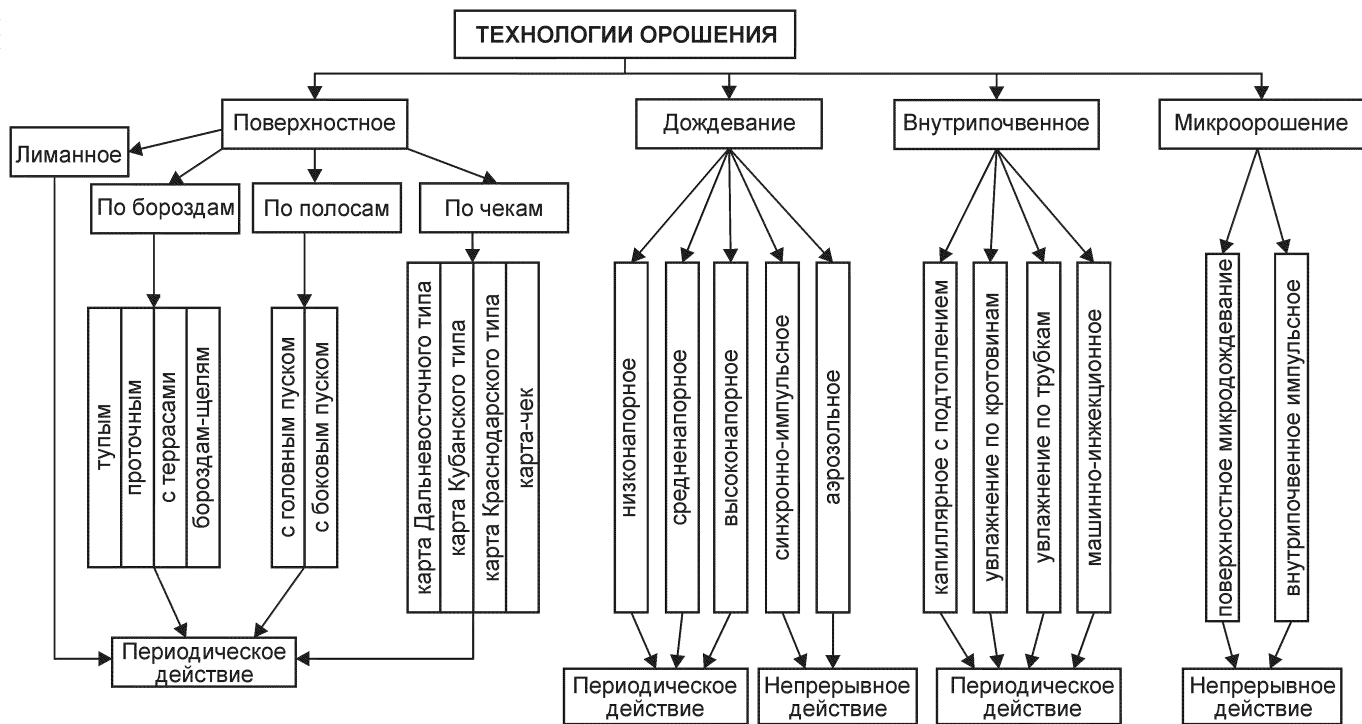 ТЕХНОЛОГИИ ОРОШЕНИЯ
Поверхностное
Дождевание
Внутрипочвенное
Микроорошение
Лиманное
По бороздам
По полосам
По чекам
тупым
проточным
с террасами
бороздам-щелям
с головным пуском
с боковым пуском
карта Дальневосточного типа
карта Кубанского типа
карта Краснодарского типа
карта-чек
низконапорное
средненапорное
высоконапорное
синхронно-импульсное
аэрозольное
капиллярное с подтоплением
увлажнение по кротовинам
увлажнение по трубкам
машинно-инжекционное
поверхностное микродождевание
внутрипочвенное импульсное
Периодическое
действие
Периодическое
действие
Непрерывное
действие
Периодическое
действие
Непрерывное
действие